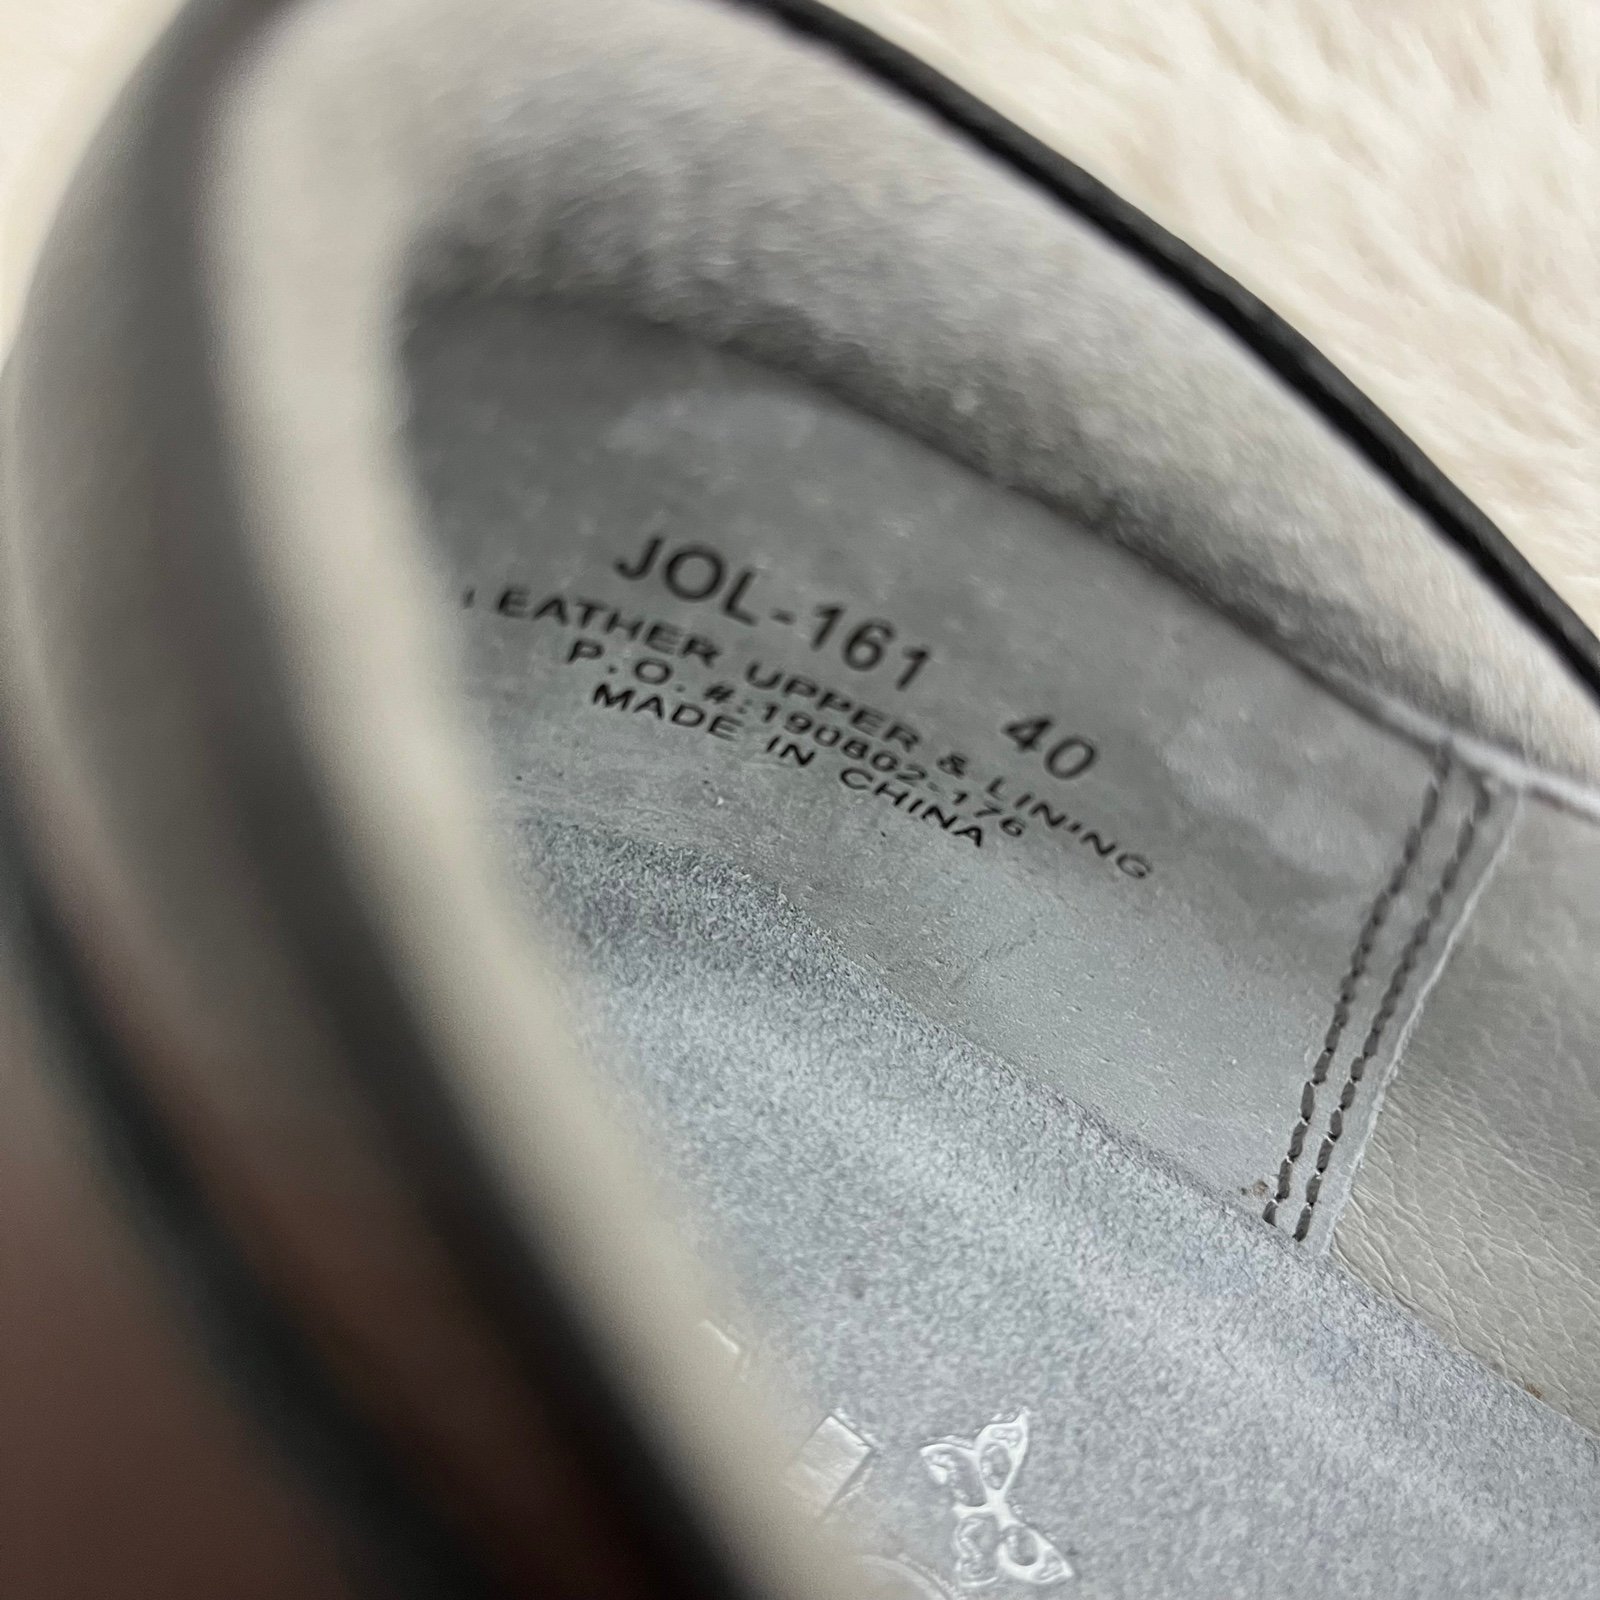 JOL-161 40
LEATHER UPPER & LINING
P.O. #:190802-176
MADE IN CHINA